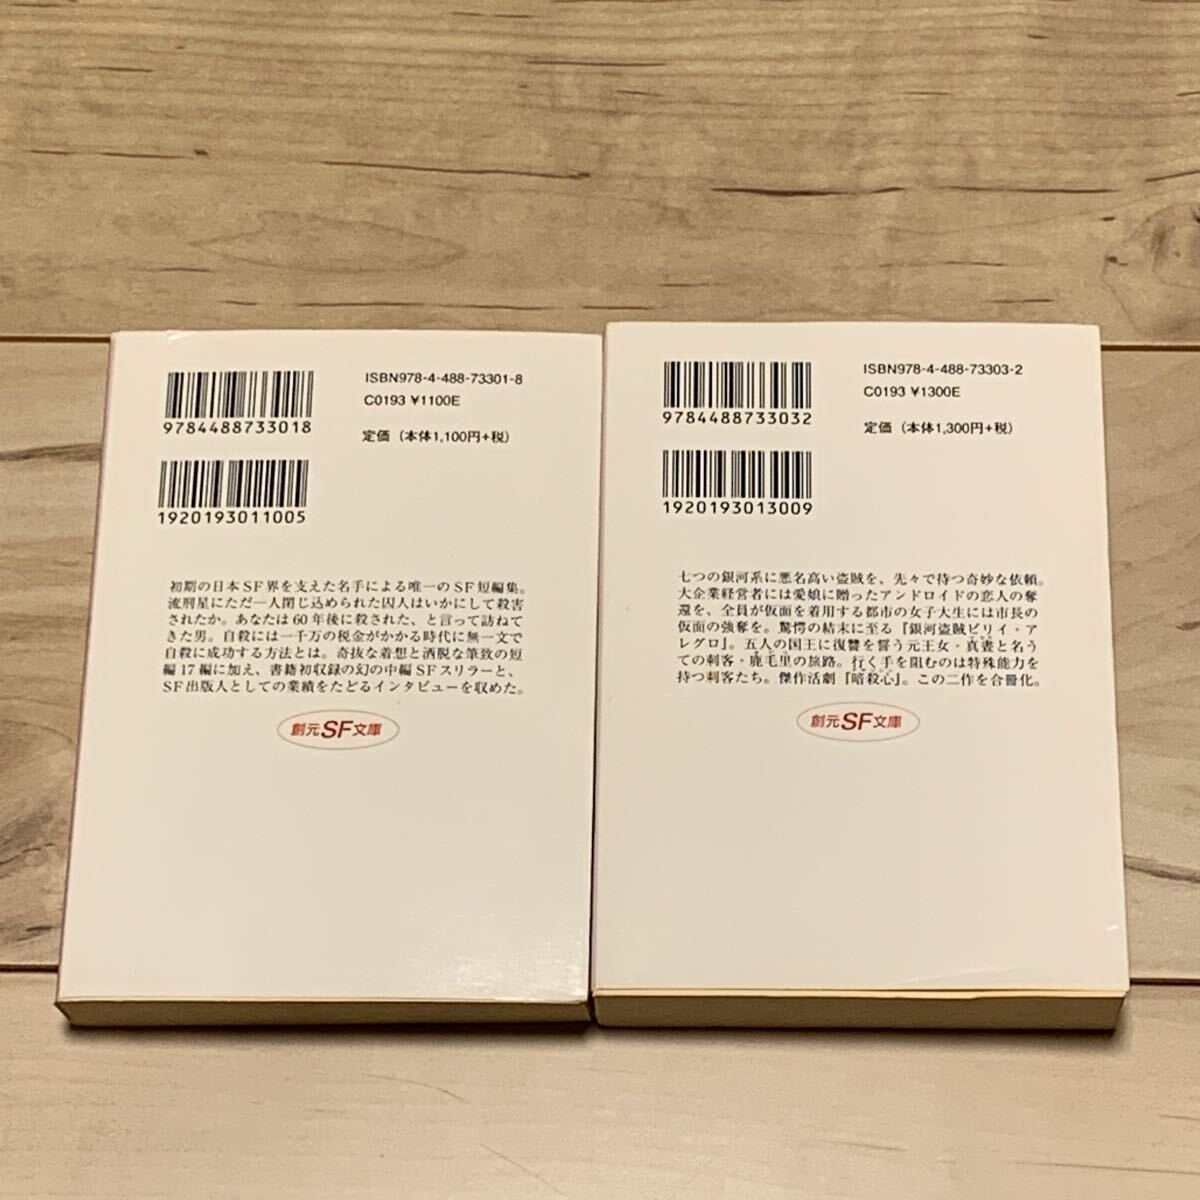 ISBN978-4-488-73301-8
C0193 ¥1100E
9784488733018
定価(本体1,100円+税)
1920193011005
初期の日本SF界を支えた名手による唯一のSF短編集。
流刑星にただ一人閉じ込められた囚人はいかにして殺害
されたか。あなたは60年後に殺された、と言って訪ねて
きた男。自殺には一千万の税金がかかる時代に無一文で
自殺に成功する方法とは。奇抜な着想と洒脱な筆致の短
編17編に加え、書籍初収録の幻の中編SFスリラーと、
SF出版人としての業績をたどるインタビューを収めた。
創元SF文庫
ISBN978-4-488-73303-2
C0193 ¥1300E
9784488733032
定価(本体1,300円+税)
1920193013009
七つの銀河系に悪名高い盗賊を、先々で待つ奇妙な依頼。
大企業経営者には愛娘に贈ったアンドロイドの恋人の奪
還を、全員が仮面を着用する都市の女子大生には市長の
仮面の強奪を。驚愕の結末に至る『銀河盗賊ビリイ・ア
レグロ』。五人の国王に復讐を誓う元王女・真晝と名う
ての刺客・鹿毛里の旅路。行く手を阻むのは特殊能力を
持つ刺客たち。傑作活劇『暗殺心』。この二作を合冊化。
創元SF文庫